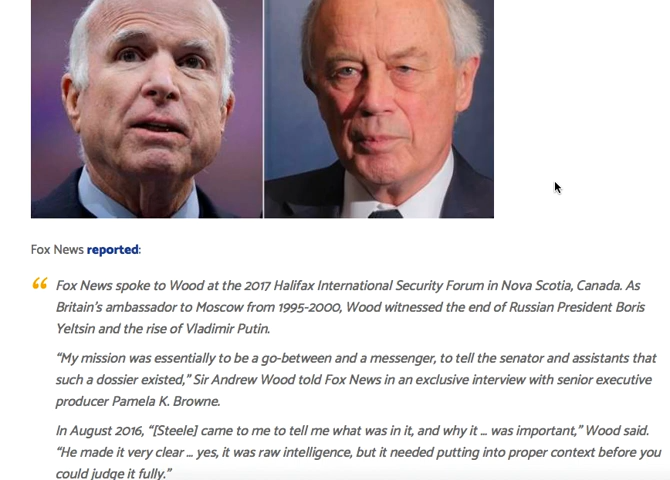 Fox News reported:
“ Fox News spoke to Wood at the 2017 Halifax International Security Forum in Nova Scotia, Canada. As
Britain's ambassador to Moscow from 1995-2000, Wood witnessed the end of Russian President Boris
Yeltsin and the rise of Vladimir Putin.
“My mission was essentially to be a go-between and a messenger, to tell the senator and assistants that
such a dossier existed,” Sir Andrew Wood told Fox News in an exclusive interview with senior executive
producer Pamela K. Browne.
In August 2016, “[Steele] came to me to tell me what was in it, and why it … was important,” Wood said.
“He made it very clear … yes, it was raw intelligence, but it needed putting into proper context before you
could judge it fully.”